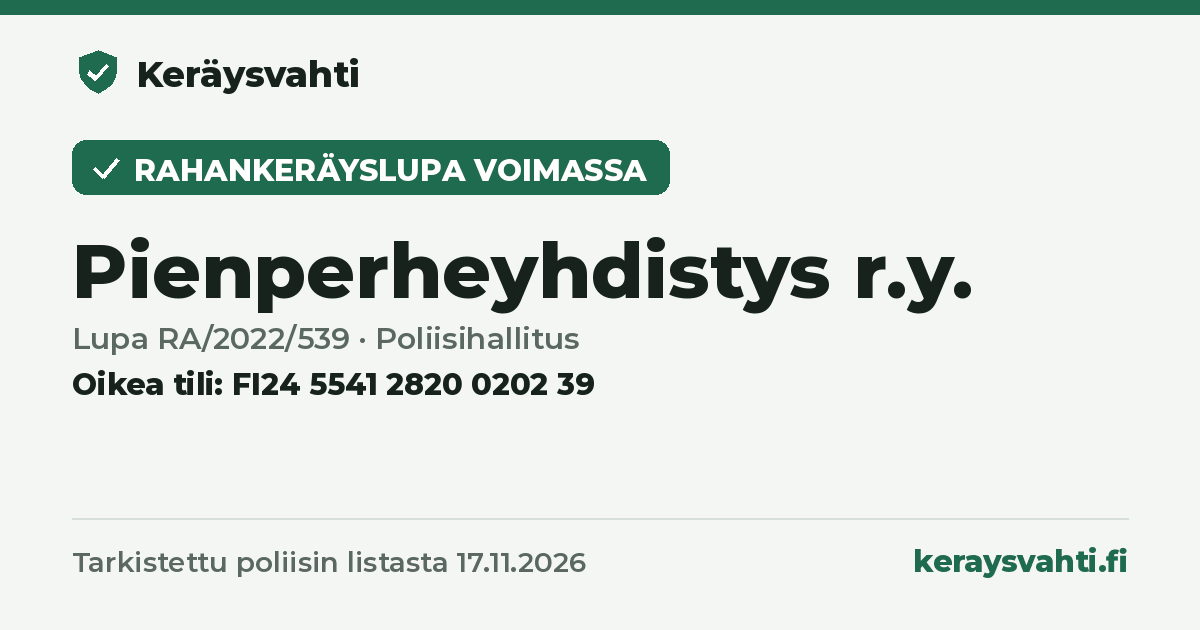 Keräysvahti
RAHANKERÄYSLUPA VOIMASSA
Pienperheyhdistys r.y.
Lupa RA/2022/539 · Poliisihallitus
Oikea tili: FI24 5541 2820 0202 39
Tarkistettu poliisin listasta 17.11.2026
keraysvahti.fi